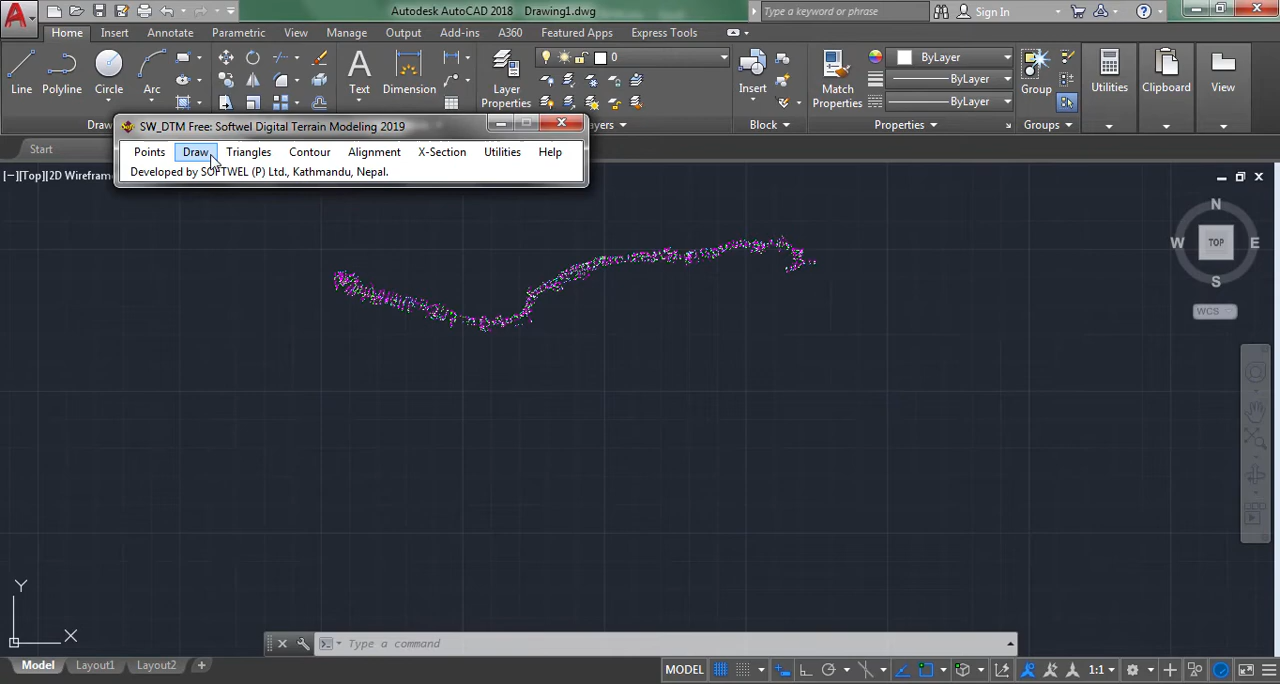 Autodesk AutoCAD 2018 Drawing1.dwg
Type a keyword or phrase
Sign In
Home Insert Annotate Parametric View Manage Output Add-ins A360 Featured Apps Express Tools
0
ByLayer
ByLayer
ByLayer
Line Polyline Circle Arc Text Dimension Layer Properties Insert Match Properties Group Utilities Clipboard View
Block Properties Groups
SW_DTM Free: Softwel Digital Terrain Modeling 2019
Points Draw Triangles Contour Alignment X-Section Utilities Help
Developed by SOFTWEL (P) Ltd., Kathmandu, Nepal.
Start
[−][Top][2D Wirefram
N
W TOP E
S
WCS
Y
X
Type a command
Model Layout1 Layout2 +
MODEL 1:1